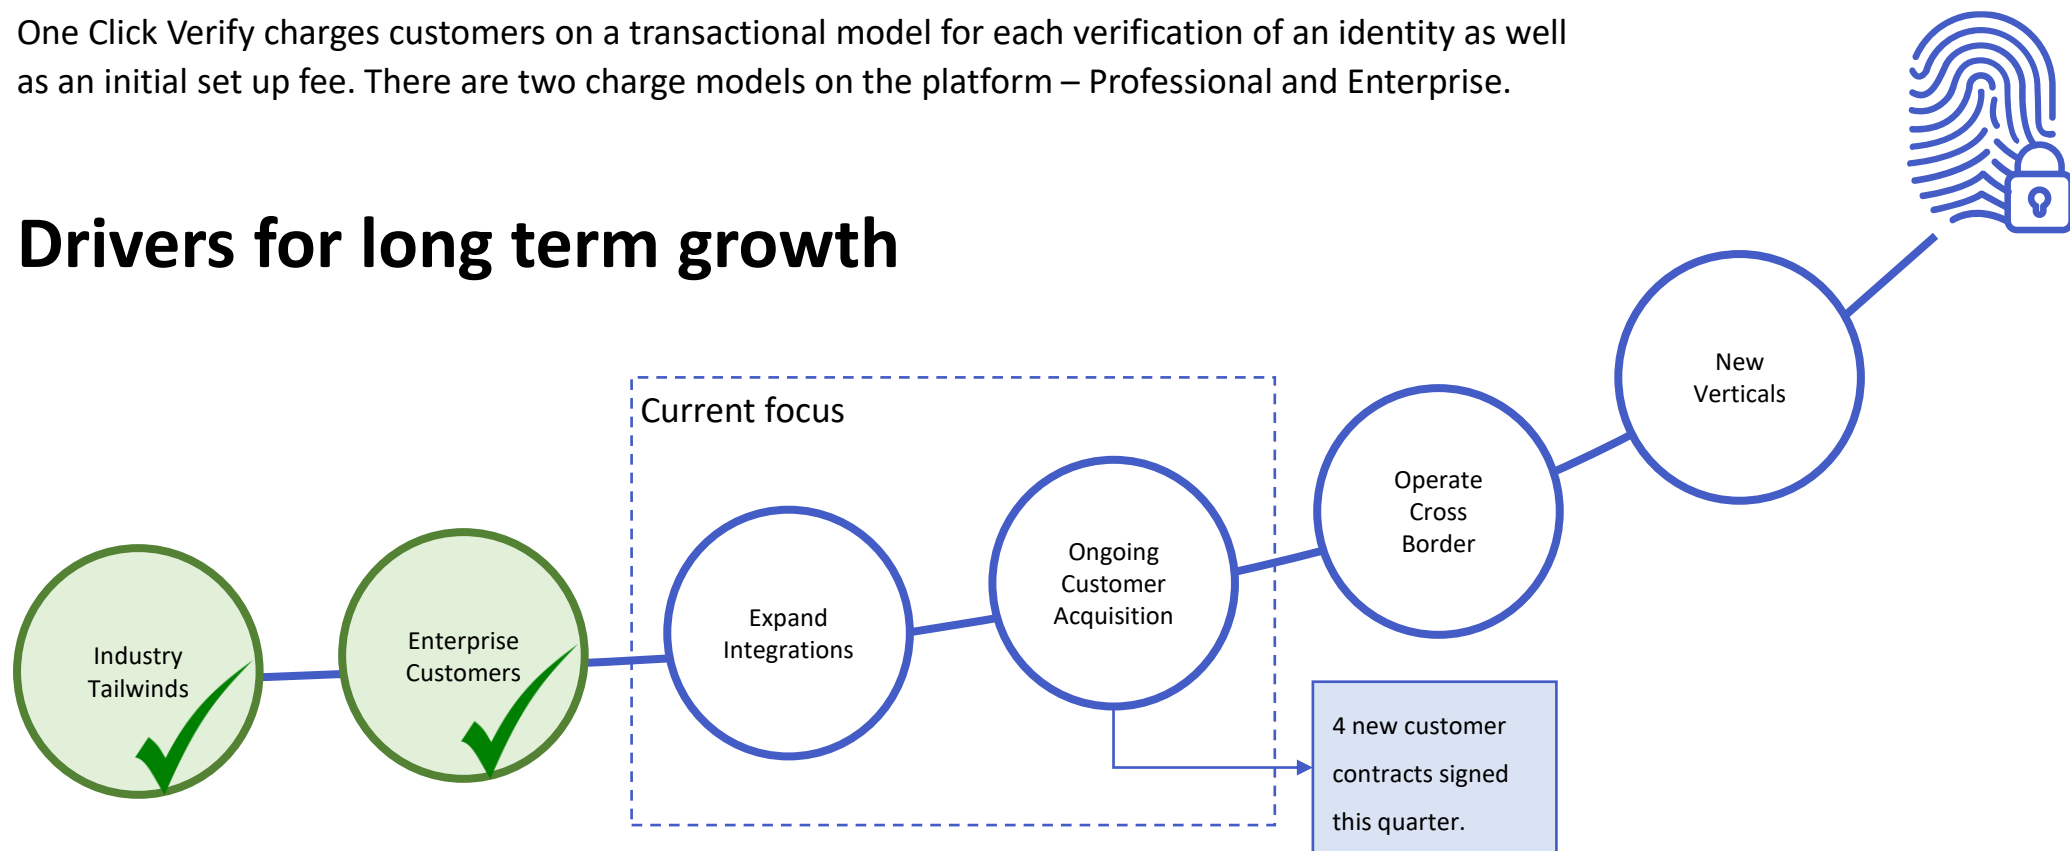 One Click Verify charges customers on a transactional model for each verification of an identity as well
as an initial set up fee. There are two charge models on the platform – Professional and Enterprise.
Drivers for long term growth
Current focus
Industry
Tailwinds
Enterprise
Customers
Expand
Integrations
Ongoing
Customer
Acquisition
Operate
Cross
Border
New
Verticals
4 new customer
contracts signed
this quarter.